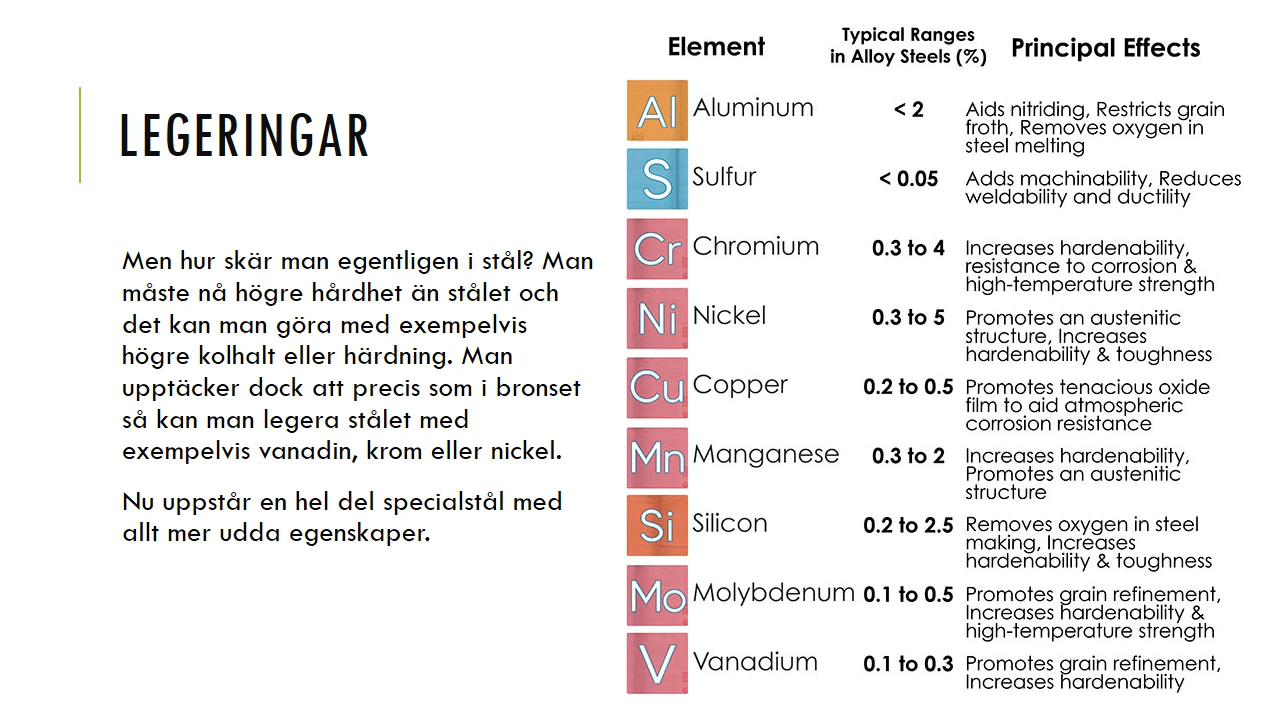 LEGERINGAR
Men hur skär man egentligen i stål? Man
måste nå högre hårdhet än stålet och
det kan man göra med exempelvis
högre kolhalt eller härdning. Man
upptäcker dock att precis som i bronset
så kan man legera stålet med
exempelvis vanadin, krom eller nickel.
Nu uppstår en hel del specialstål med
allt mer udda egenskaper.
Element
Typical Ranges
in Alloy Steels (%)
Principal Effects
Al Aluminum < 2 Aids nitriding, Restricts grain
froth, Removes oxygen in
steel melting
S Sulfur < 0.05 Adds machinability, Reduces
weldability and ductility
Cr Chromium 0.3 to 4 Increases hardenability,
resistance to corrosion &
high-temperature strength
Ni Nickel 0.3 to 5 Promotes an austenitic
structure, Increases
hardenability & toughness
Cu Copper 0.2 to 0.5 Promotes tenacious oxide
film to aid atmospheric
corrosion resistance
Mn Manganese 0.3 to 2 Increases hardenability,
Promotes an austenitic
structure
Si Silicon 0.2 to 2.5 Removes oxygen in steel
making, Increases
hardenability & toughness
Mo Molybdenum 0.1 to 0.5 Promotes grain refinement,
Increases hardenability &
high-temperature strength
V Vanadium 0.1 to 0.3 Promotes grain refinement,
Increases hardenability